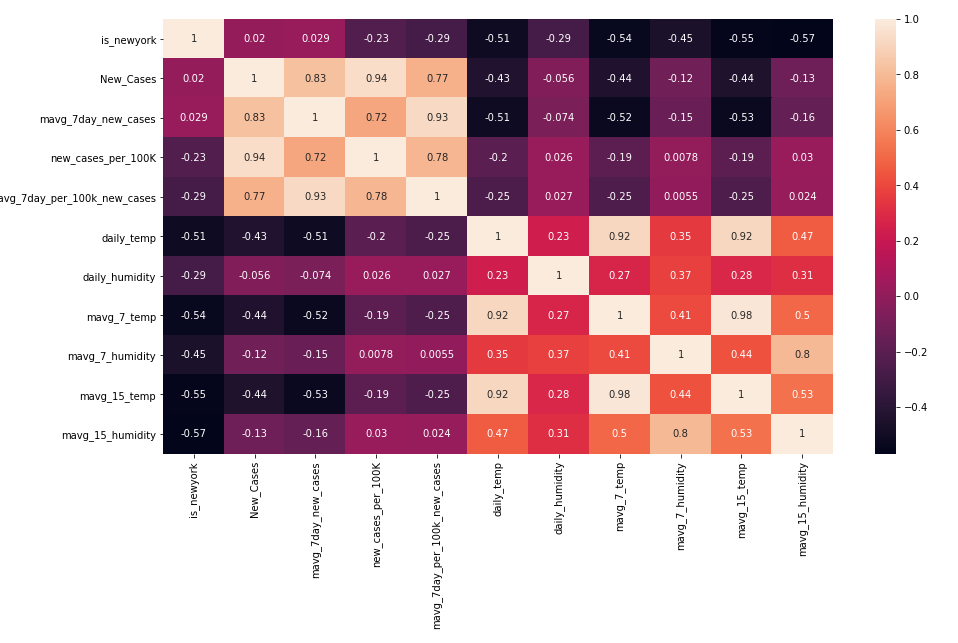 is_newyork 1 0.02 0.029 -0.23 -0.29 -0.51 -0.29 -0.54 -0.45 -0.55 -0.57
New_Cases 0.02 1 0.83 0.94 0.77 -0.43 -0.056 -0.44 -0.12 -0.44 -0.13
mavg_7day_new_cases 0.029 0.83 1 0.72 0.93 -0.51 -0.074 -0.52 -0.15 -0.53 -0.16
new_cases_per_100K -0.23 0.94 0.72 1 0.78 -0.2 0.026 -0.19 0.0078 -0.19 0.03
avg_7day_per_100k_new_cases -0.29 0.77 0.93 0.78 1 -0.25 0.027 -0.25 0.0055 -0.25 0.024
daily_temp -0.51 -0.43 -0.51 -0.2 -0.25 1 0.23 0.92 0.35 0.92 0.47
daily_humidity -0.29 -0.056 -0.074 0.026 0.027 0.23 1 0.27 0.37 0.28 0.31
mavg_7_temp -0.54 -0.44 -0.52 -0.19 -0.25 0.92 0.27 1 0.41 0.98 0.5
mavg_7_humidity -0.45 -0.12 -0.15 0.0078 0.0055 0.35 0.37 0.41 1 0.44 0.8
mavg_15_temp -0.55 -0.44 -0.53 -0.19 -0.25 0.92 0.28 0.98 0.44 1 0.53
mavg_15_humidity -0.57 -0.13 -0.16 0.03 0.024 0.47 0.31 0.5 0.8 0.53 1
is_newyork
New_Cases
mavg_7day_new_cases
new_cases_per_100K
mavg_7day_per_100k_new_cases
daily_temp
daily_humidity
mavg_7_temp
mavg_7_humidity
mavg_15_temp
mavg_15_humidity
1.0
0.8
0.6
0.4
0.2
0.0
−0.2
−0.4